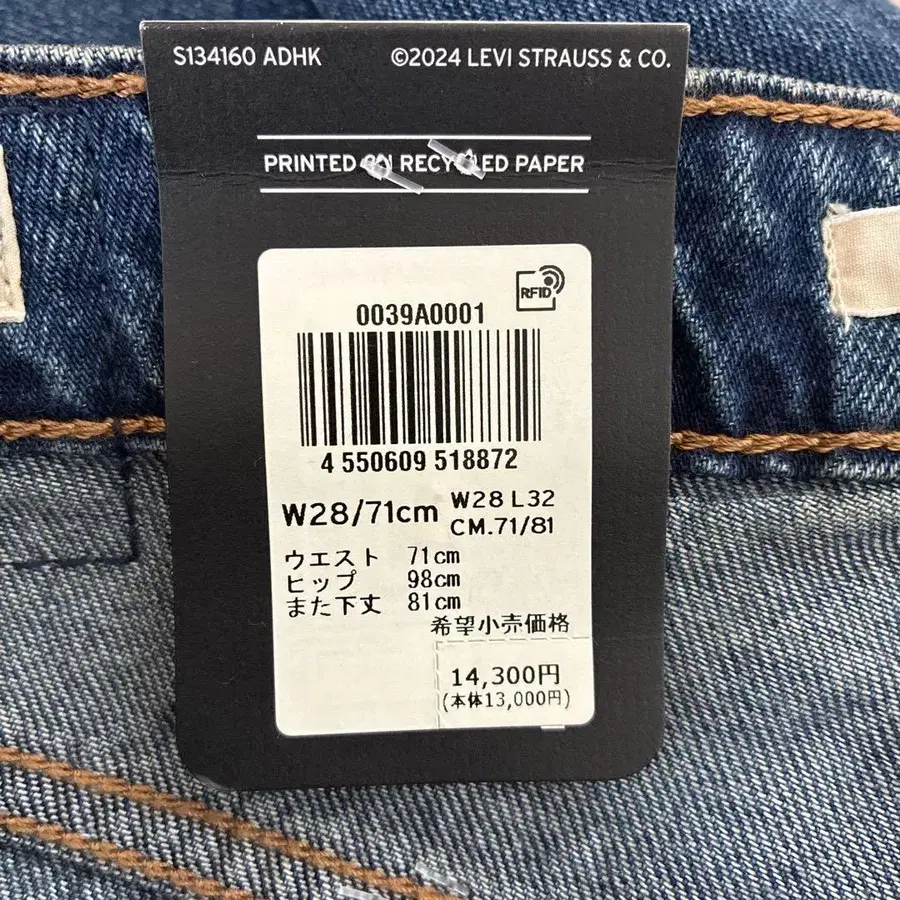 S134160 ADHK ©2024 LEVI STRAUSS & CO.
PRINTED ON RECYCLED PAPER
RFID
0039A0001
4 550609 518872
W28/71cm W28 L32
CM.71/81
ウエスト 71cm
ヒップ 98cm
また下丈 81cm
希望小売価格
14,300円
(本体13,000円)